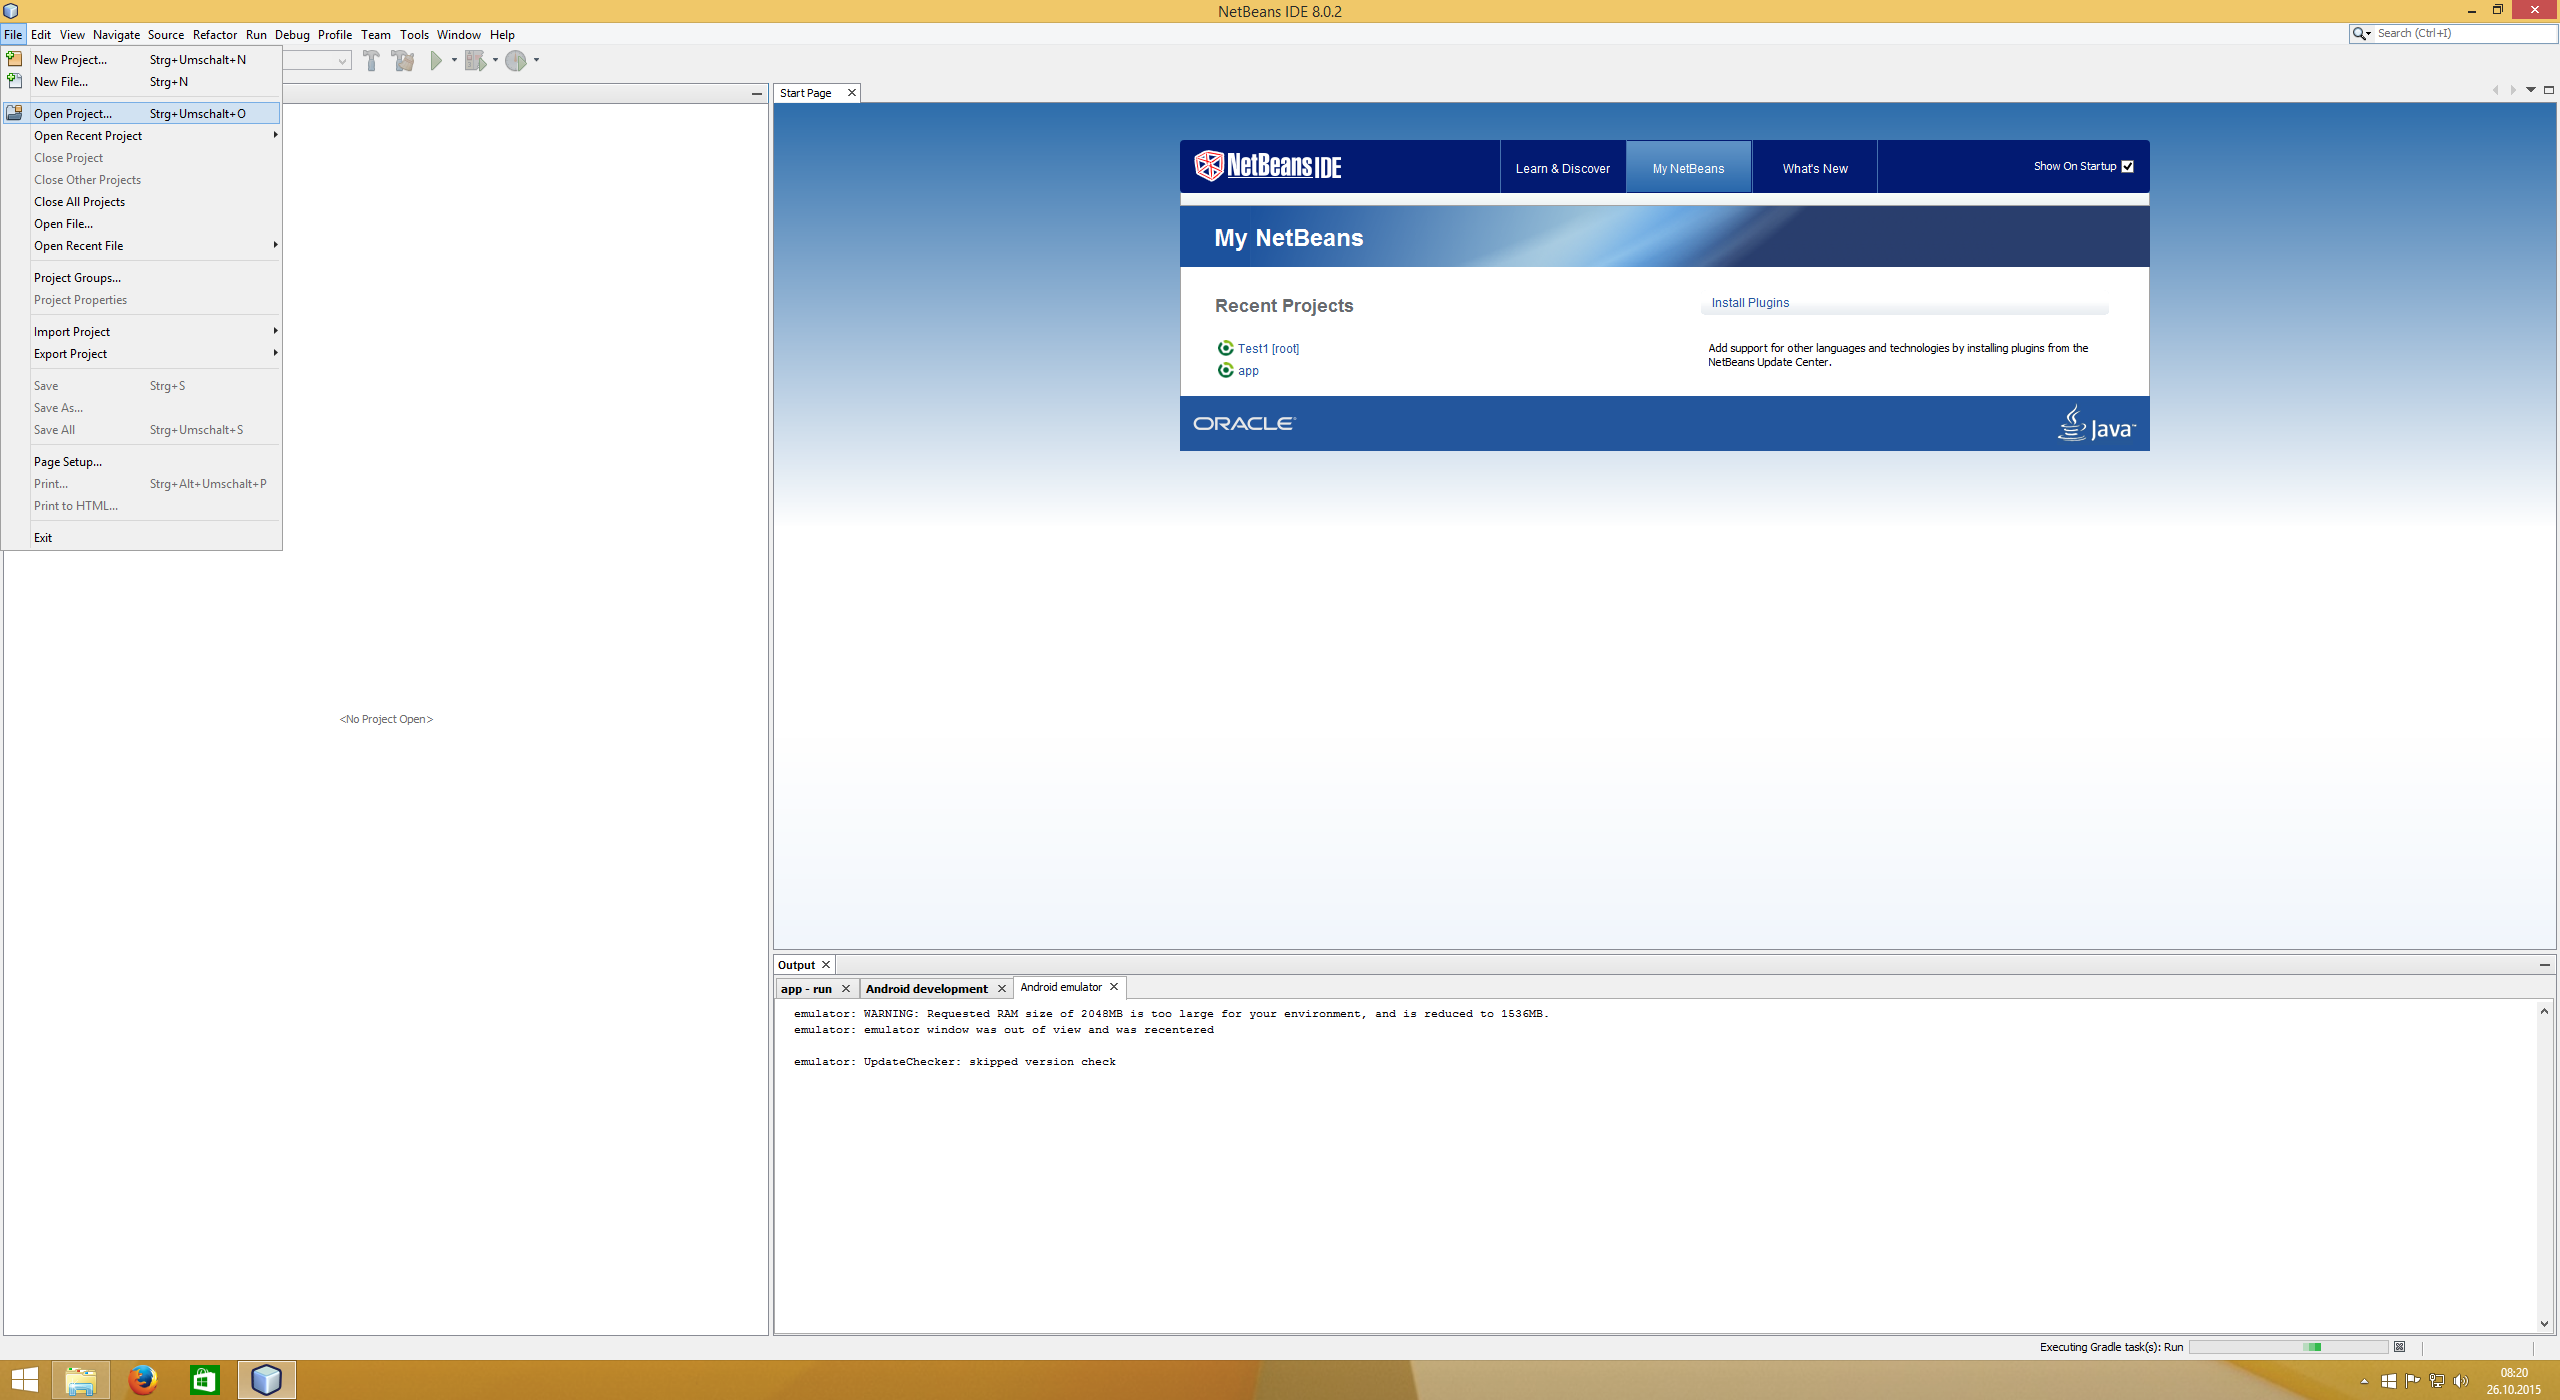 NetBeans IDE 8.0.2
File Edit View Navigate Source Refactor Run Debug Profile Team Tools Window Help
Search (Ctrl+I)
New Project... Strg+Umschalt+N
New File... Strg+N
Open Project... Strg+Umschalt+O
Open Recent Project
Close Project
Close Other Projects
Close All Projects
Open File...
Open Recent File
Project Groups...
Project Properties
Import Project
Export Project
Save Strg+S
Save As...
Save All Strg+Umschalt+S
Page Setup...
Print... Strg+Alt+Umschalt+P
Print to HTML...
Exit
<No Project Open>
Start Page
NetBeans IDE
Learn & Discover
My NetBeans
What's New
Show On Startup
My NetBeans
Recent Projects
Test1 [root]
app
Install Plugins
Add support for other languages and technologies by installing plugins from the
NetBeans Update Center.
ORACLE
Java™
Output
app - run Android development Android emulator
emulator: WARNING: Requested RAM size of 2048MB is too large for your environment, and is reduced to 1536MB.
emulator: emulator window was out of view and was recentered
emulator: UpdateChecker: skipped version check
Executing Gradle task(s): Run
08:20
26.10.2015